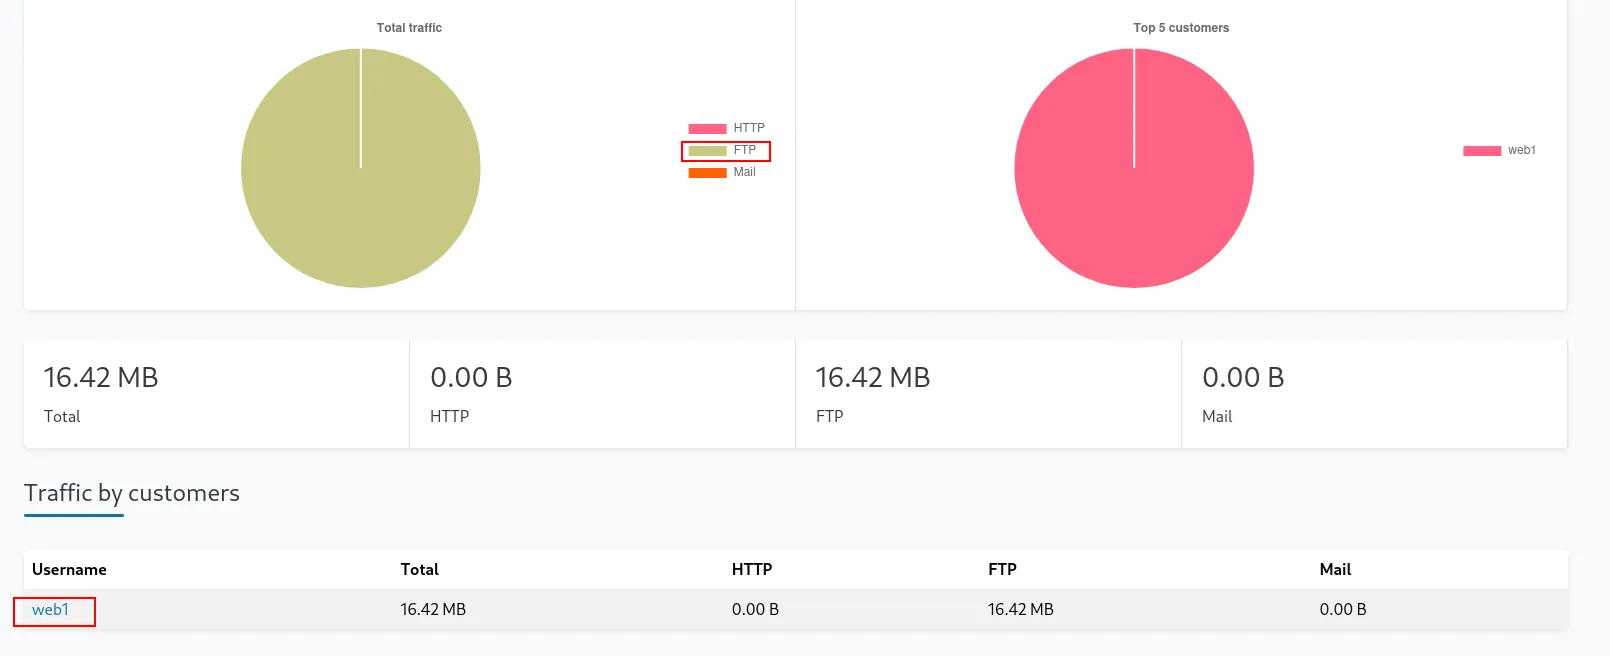 Total traffic
HTTP
FTP
Mail
Top 5 customers
web1
16.42 MB
Total
0.00 B
HTTP
16.42 MB
FTP
0.00 B
Mail
Traffic by customers
Username Total HTTP FTP Mail
web1 16.42 MB 0.00 B 16.42 MB 0.00 B